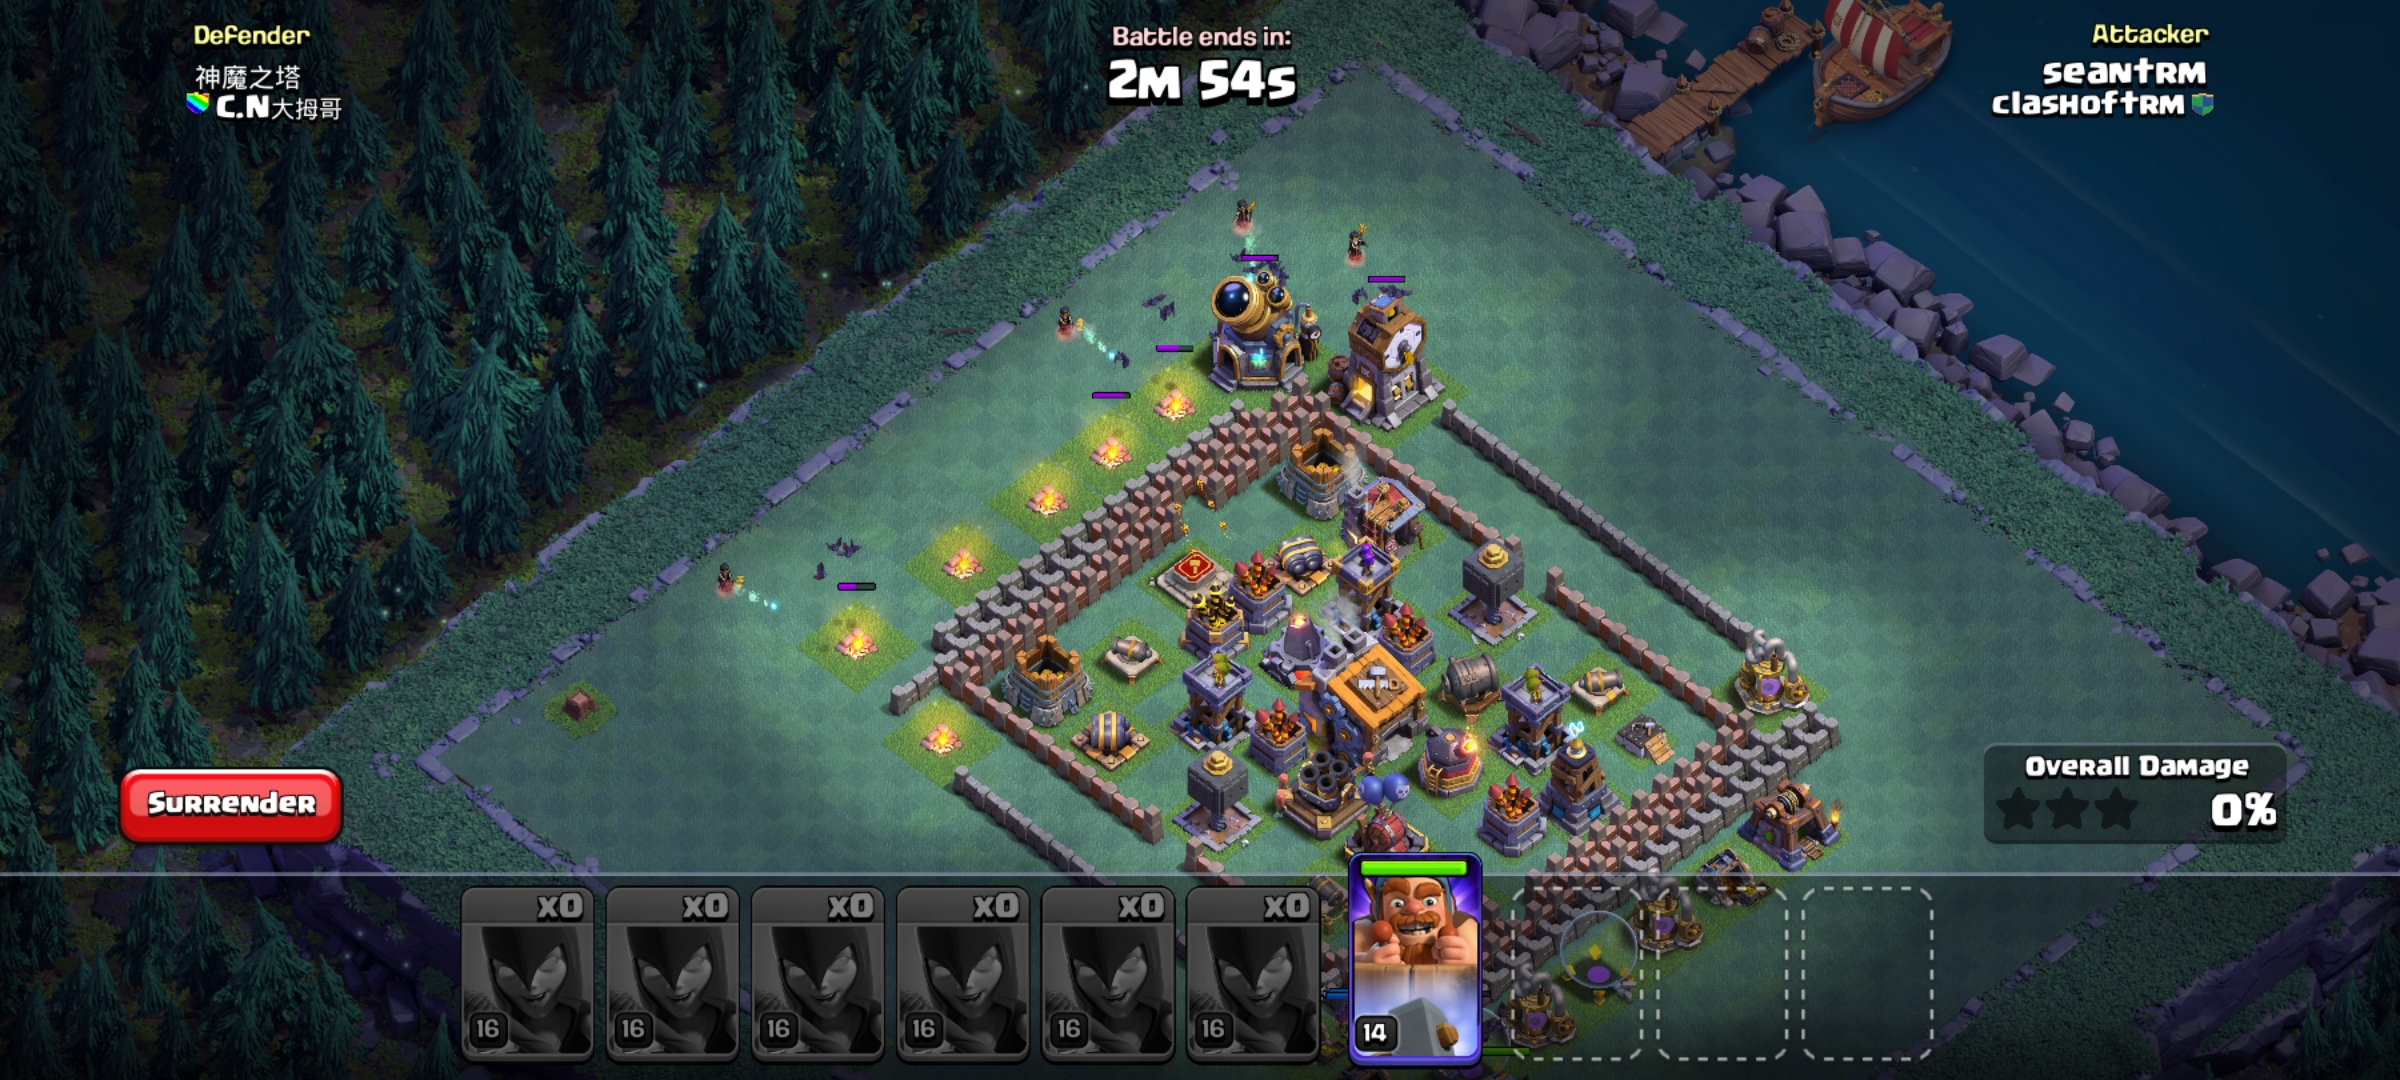 Defender
神魔之塔
C.N大拇哥
Battle ends in:
2M 54s
Attacker
seantrm
clashoftrm
Surrender
Overall Damage
0%
x0
x0
x0
x0
x0
x0
16
16
16
16
16
16
14